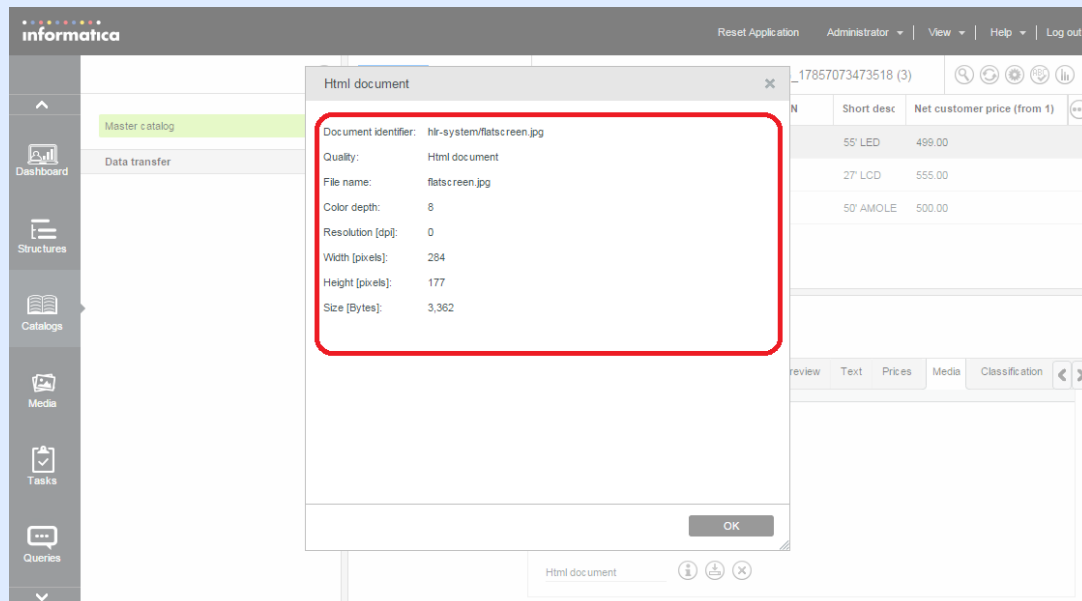 informatica
Reset Application Administrator View Help Log out
Html document
_17857073473518 (3)
N Short desc Net customer price (from 1)
Master catalog
Document identifier: hlr-system/flatscreen.jpg
55' LED 499.00
Dashboard
Data transfer
Quality: Html document
27' LCD 555.00
File name: flatscreen.jpg
Color depth: 8
50' AMOLE 500.00
Resolution [dpi]: 0
Structures
Width [pixels]: 284
Height [pixels]: 177
Size [Bytes]: 3,362
Catalogs
review Text Prices Media Classification
Media
Tasks
OK
Queries
Html document